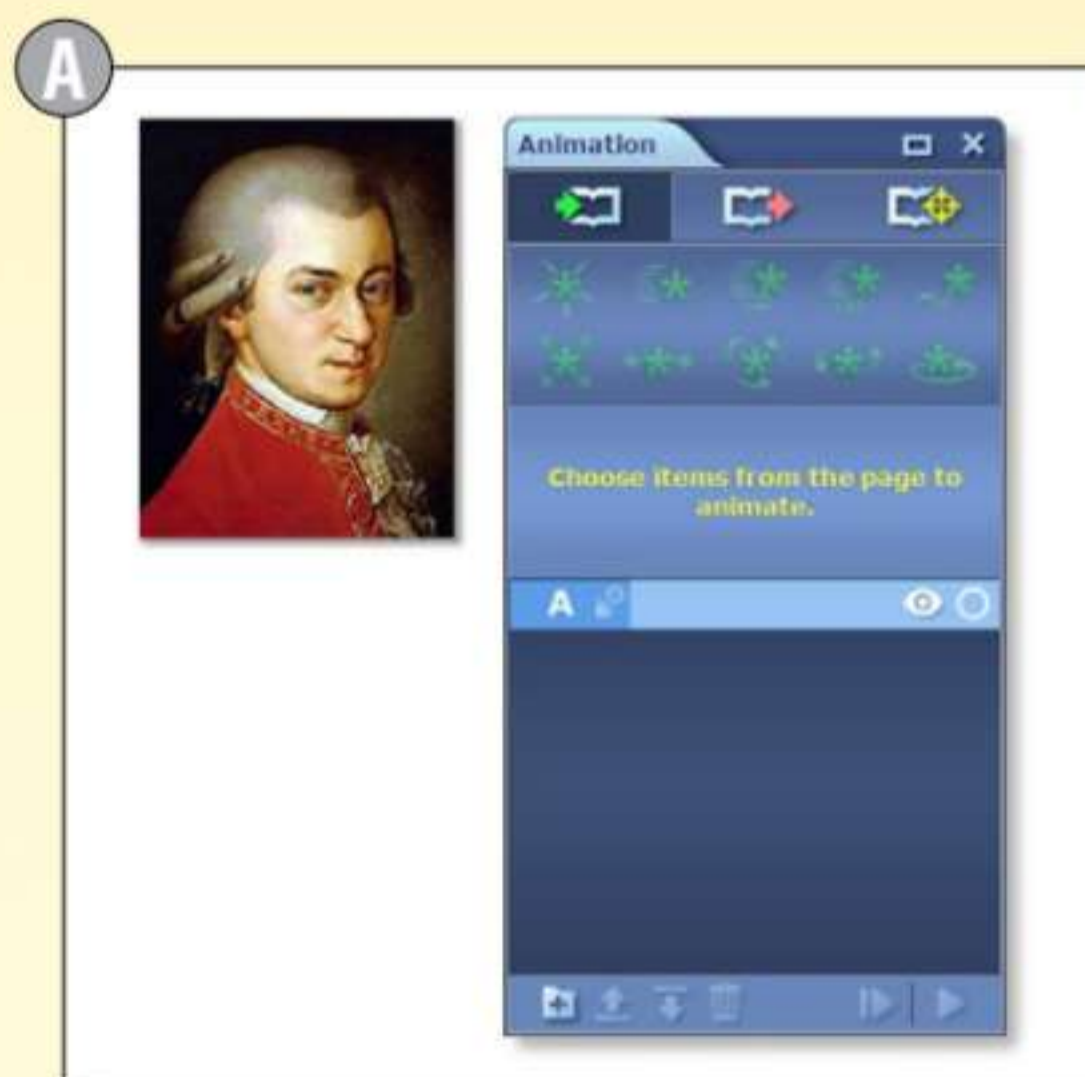 A
Animation
Choose items from the page to
animate.
A